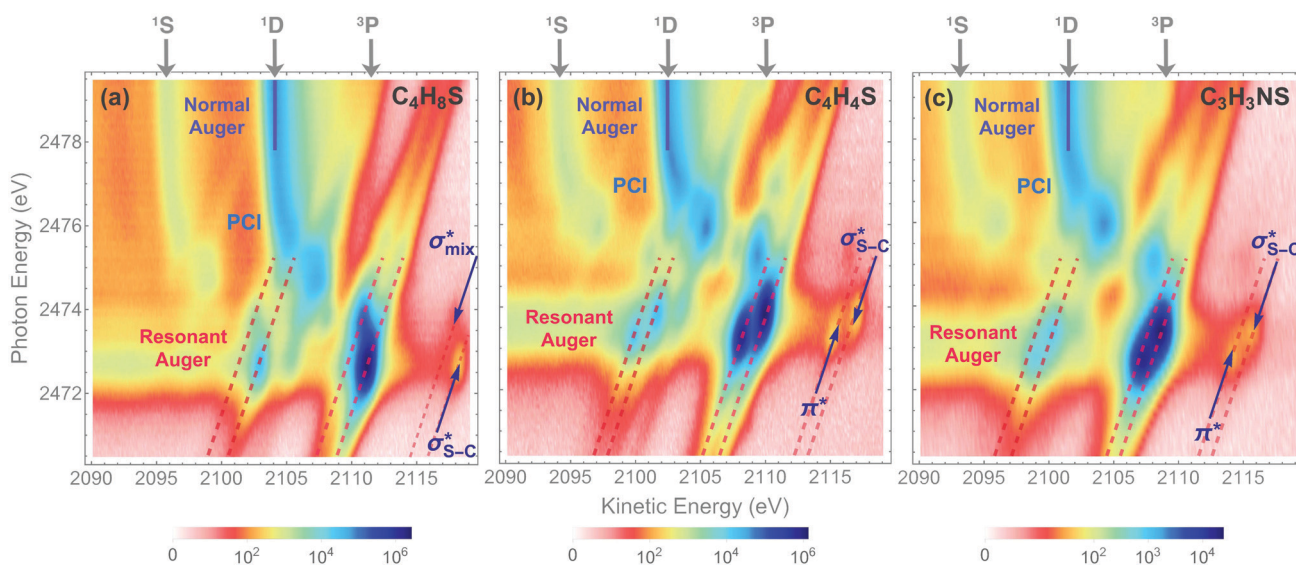 ¹S ¹D ³P ¹S ¹D ³P ¹S ¹D ³P
(a) C₄H₈S (b) C₄H₄S (c) C₃H₃NS
Normal
Auger
Normal
Auger
Normal
Auger
PCI PCI PCI
σ*mix
σ*S–C
σ*S–C
Resonant
Auger
Resonant
Auger
Resonant
Auger
σ*S–C
π*
π*
Photon Energy (eV)
2478
2476
2474
2472
2090 2095 2100 2105 2110 2115
2090 2095 2100 2105 2110 2115
2090 2095 2100 2105 2110 2115
Kinetic Energy (eV)
0 10² 10⁴ 10⁶
0 10² 10⁴ 10⁶
0 10² 10³ 10⁴